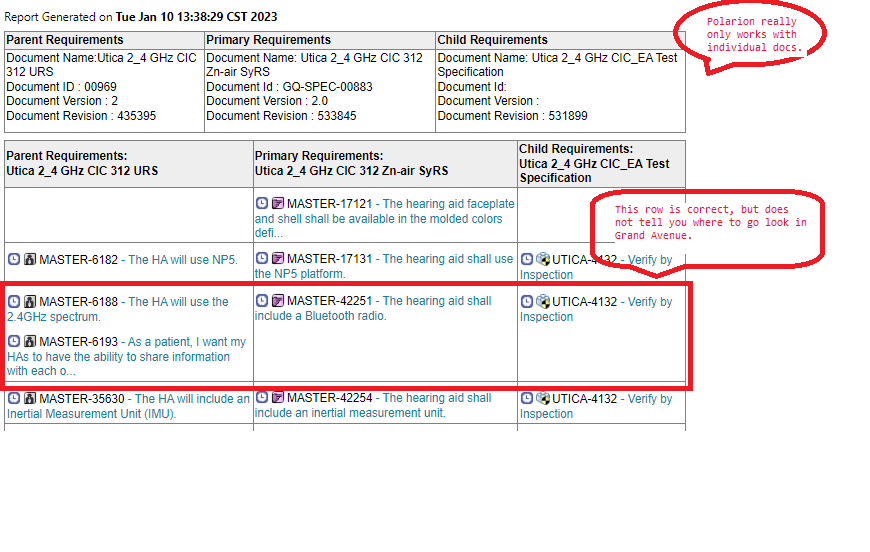 Report Generated on Tue Jan 10 13:38:29 CST 2023
Polarion really
only works with
individual docs.
Parent Requirements
Primary Requirements
Child Requirements
Document Name:Utica 2_4 GHz CIC
312 URS
Document ID : 00969
Document Version : 2
Document Revision : 435395
Document Name: Utica 2_4 GHz CIC 312
Zn-air SyRS
Document Id : GQ-SPEC-00883
Document Version : 2.0
Document Revision : 533845
Document Name: Utica 2_4 GHz CIC_EA Test
Specification
Document Id:
Document Version :
Document Revision : 531899
Parent Requirements:
Utica 2_4 GHz CIC 312 URS
Primary Requirements:
Utica 2_4 GHz CIC 312 Zn-air SyRS
Child Requirements:
Utica 2_4 GHz CIC_EA Test
Specification
MASTER-17121 - The hearing aid faceplate
and shell shall be available in the molded colors
defi...
This row is correct, but does
not tell you where to go look in
Grand Avenue.
MASTER-6182 - The HA will use NP5.
MASTER-17131 - The hearing aid shall use
the NP5 platform.
UTICA-4132 - Verify by
Inspection
MASTER-6188 - The HA will use the
2.4GHz spectrum.
MASTER-6193 - As a patient, I want my
HAs to have the ability to share information
with each o...
MASTER-42251 - The hearing aid shall
include a Bluetooth radio.
UTICA-4132 - Verify by
Inspection
MASTER-35630 - The HA will include an
Inertial Measurement Unit (IMU).
MASTER-42254 - The hearing aid shall
include an inertial measurement unit.
UTICA-4132 - Verify by
Inspection